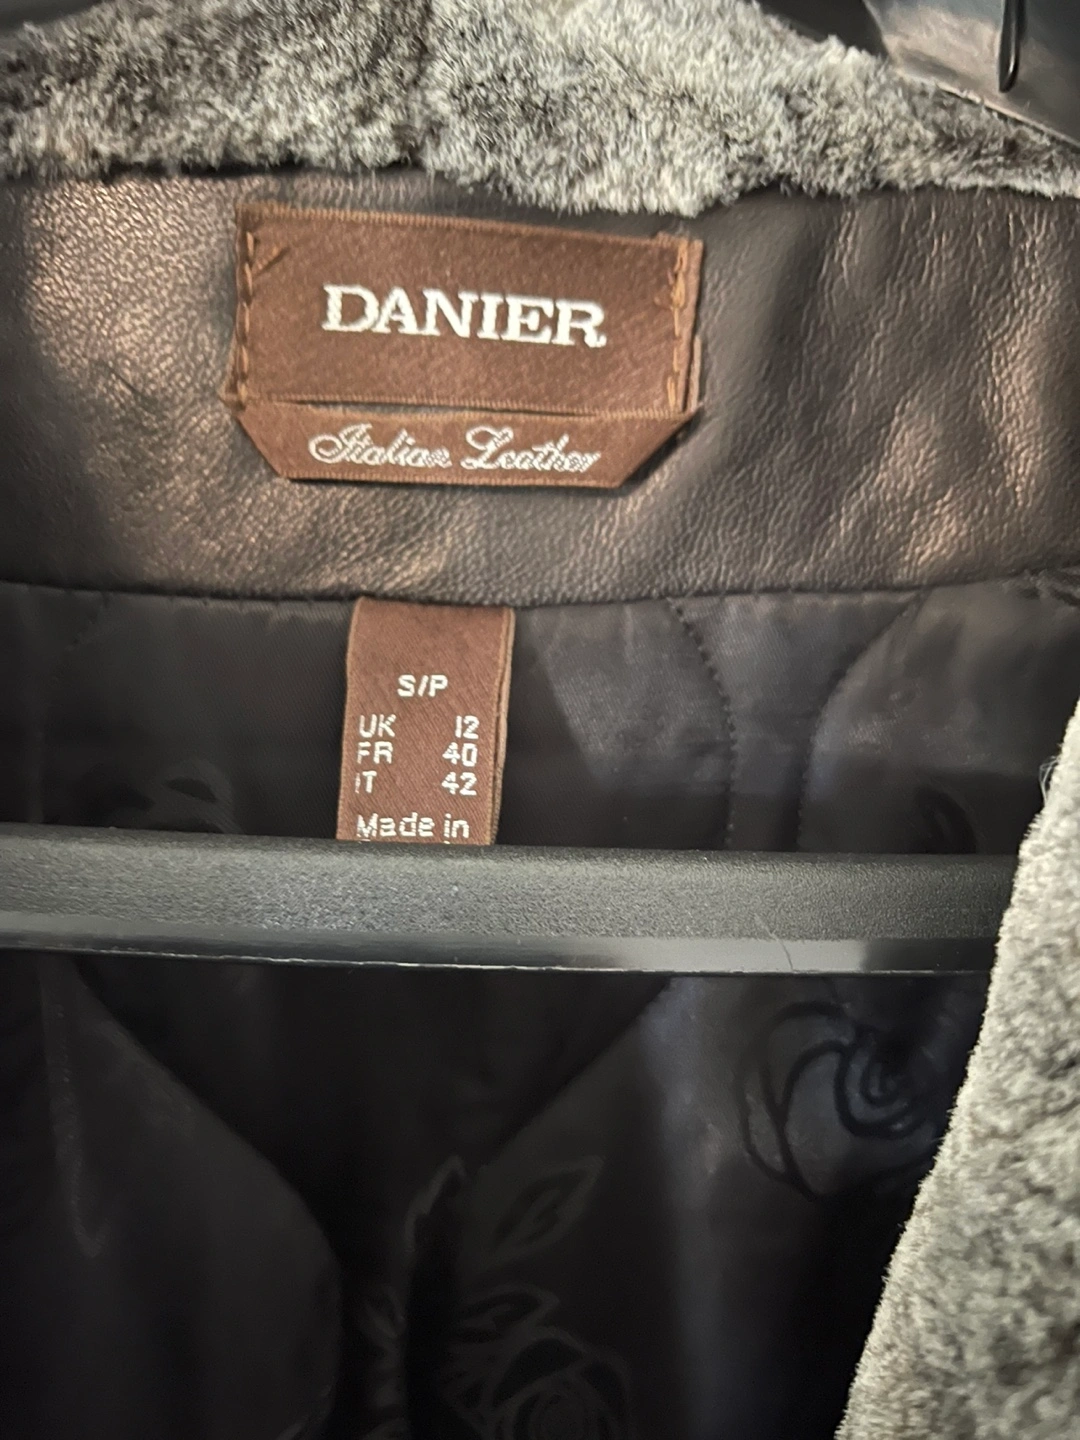 DANIER
Italian Leather
S/P
UK 12
FR 40
IT 42
Made in